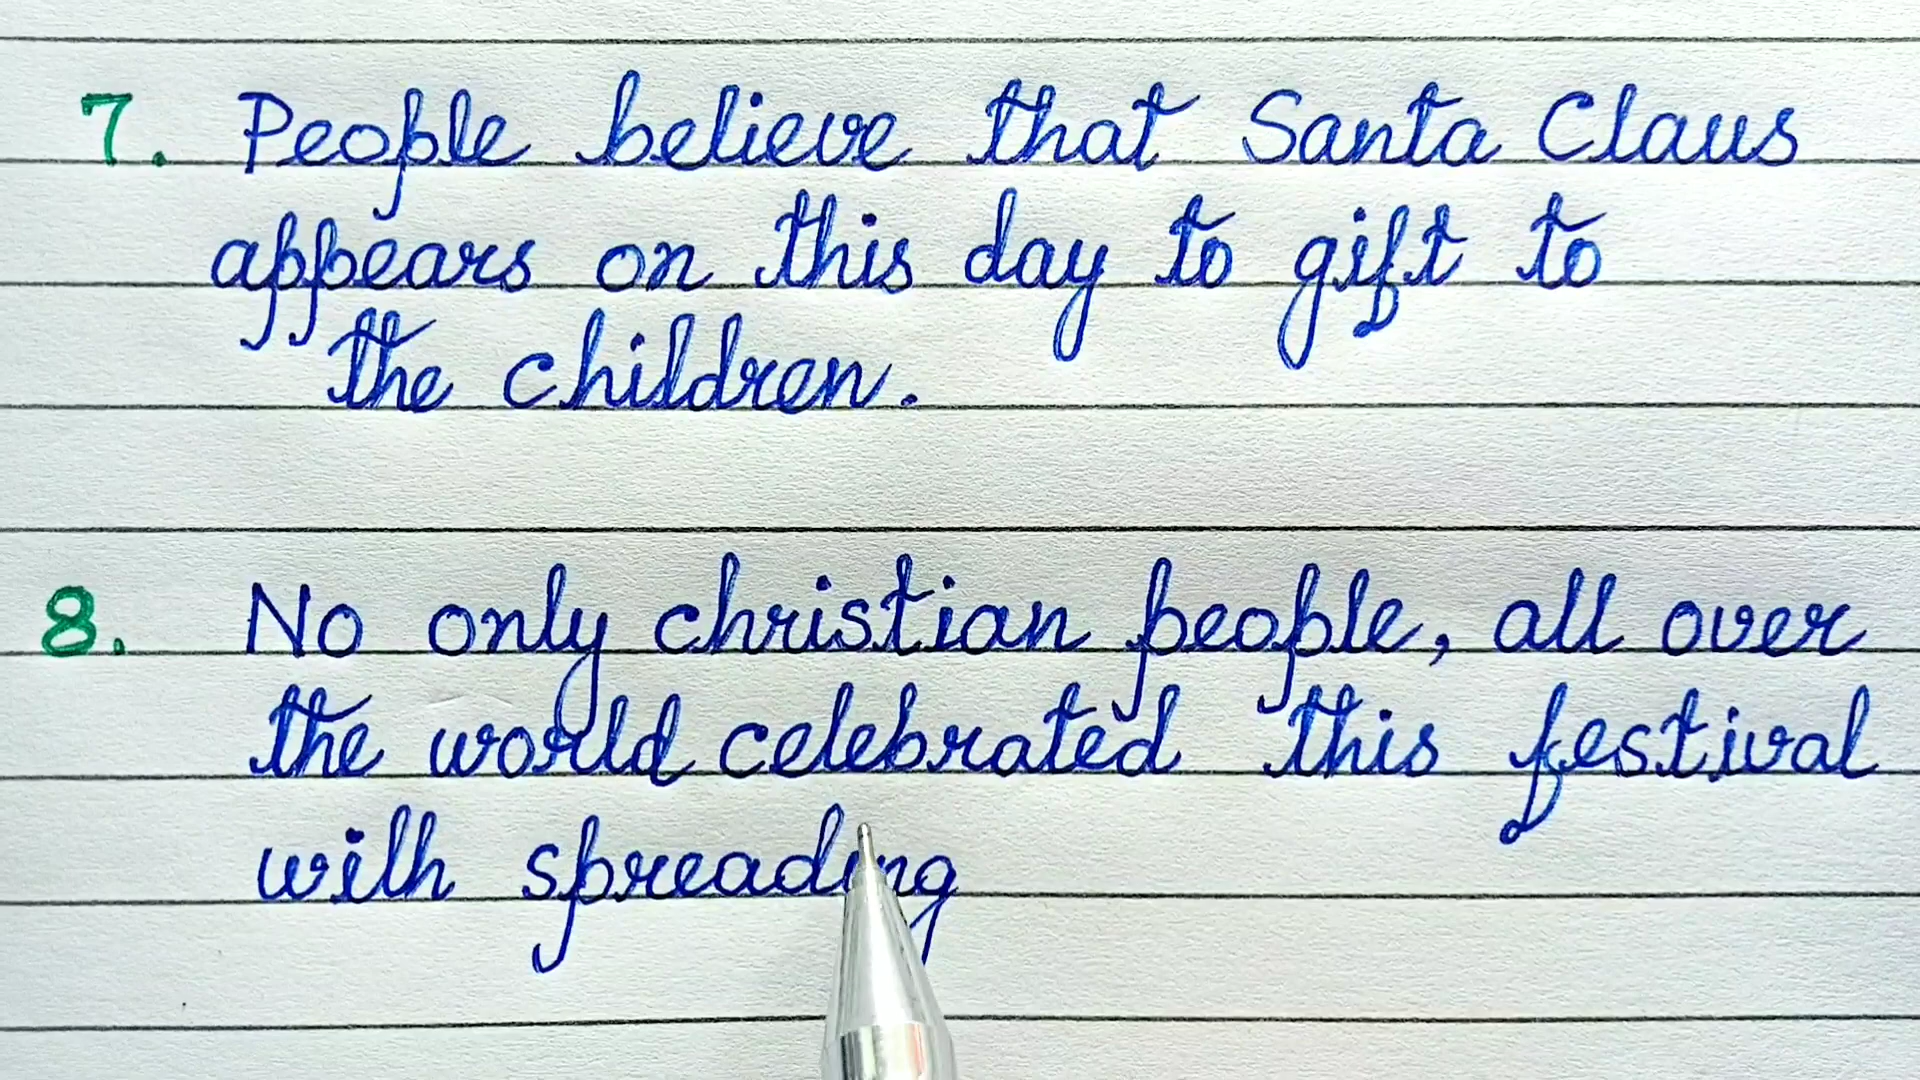 7. People believe that Santa Claus
appears on this day to gift to
the children.
8. No only christian people, all over
the world celebrated this festival
with spreading